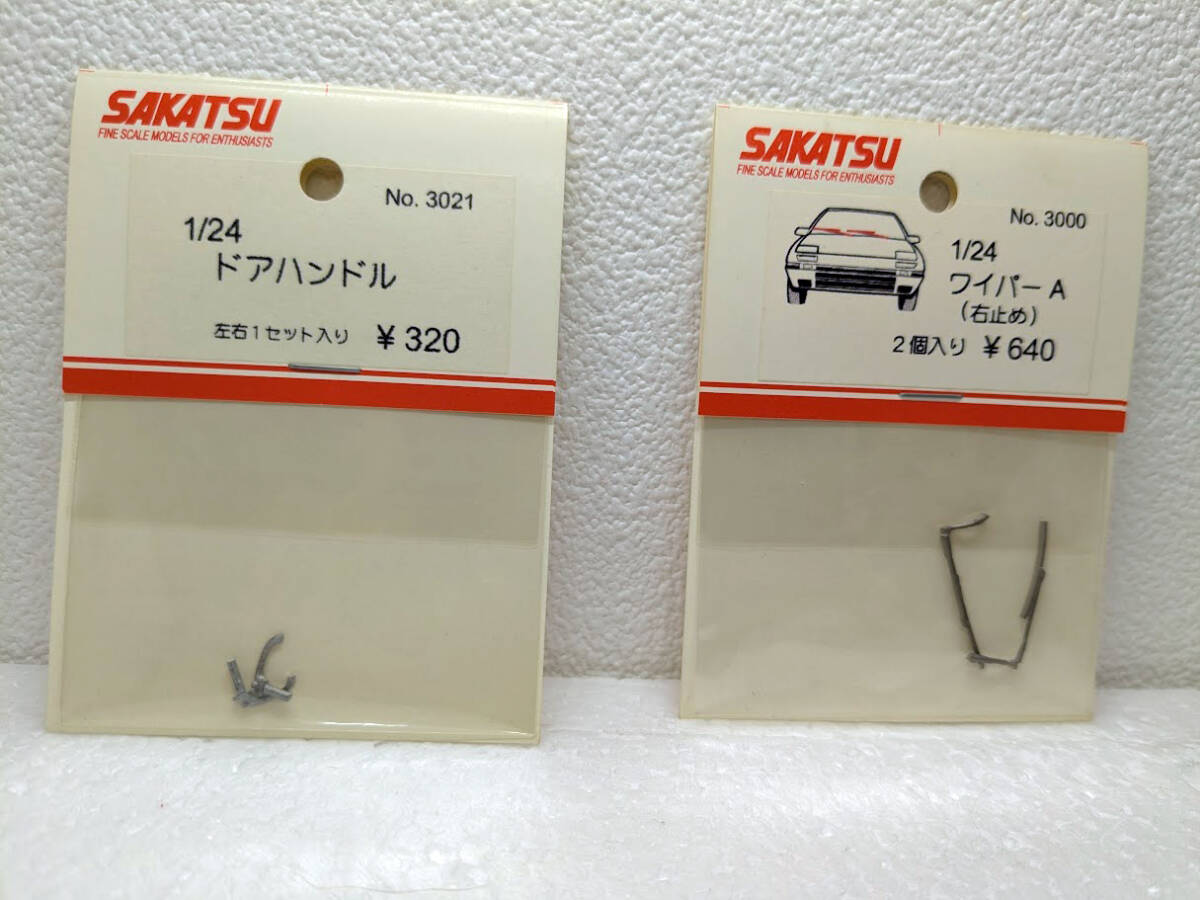 SAKATSU
FINE SCALE MODELS FOR ENTHUSIASTS
No. 3021
1/24
ドアハンドル
左右1セット入り ¥320
SAKATSU
FINE SCALE MODELS FOR ENTHUSIASTS
No. 3000
1/24
ワイパー A
(右止め)
2個入り ¥640